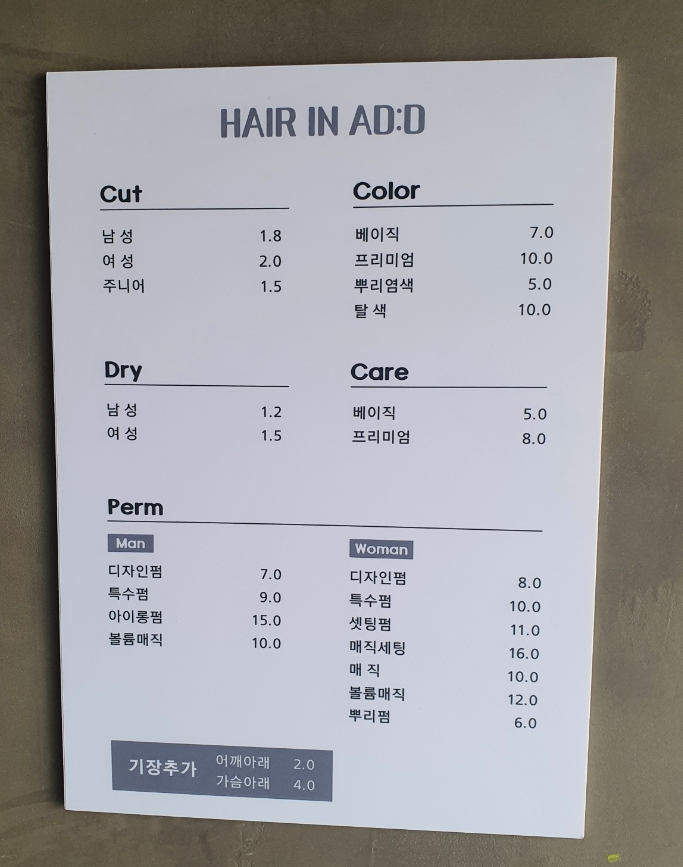 HAIR IN AD:D
Cut
남 성 1.8
여 성 2.0
주니어 1.5
Color
베이직 7.0
프리미엄 10.0
뿌리염색 5.0
탈 색 10.0
Dry
남 성 1.2
여 성 1.5
Care
베이직 5.0
프리미엄 8.0
Perm
Man
디자인펌 7.0
특수펌 9.0
아이롱펌 15.0
볼륨매직 10.0
Woman
디자인펌 8.0
특수펌 10.0
셋팅펌 11.0
매직세팅 16.0
매 직 10.0
볼륨매직 12.0
뿌리펌 6.0
기장추가
어깨아래 2.0
가슴아래 4.0